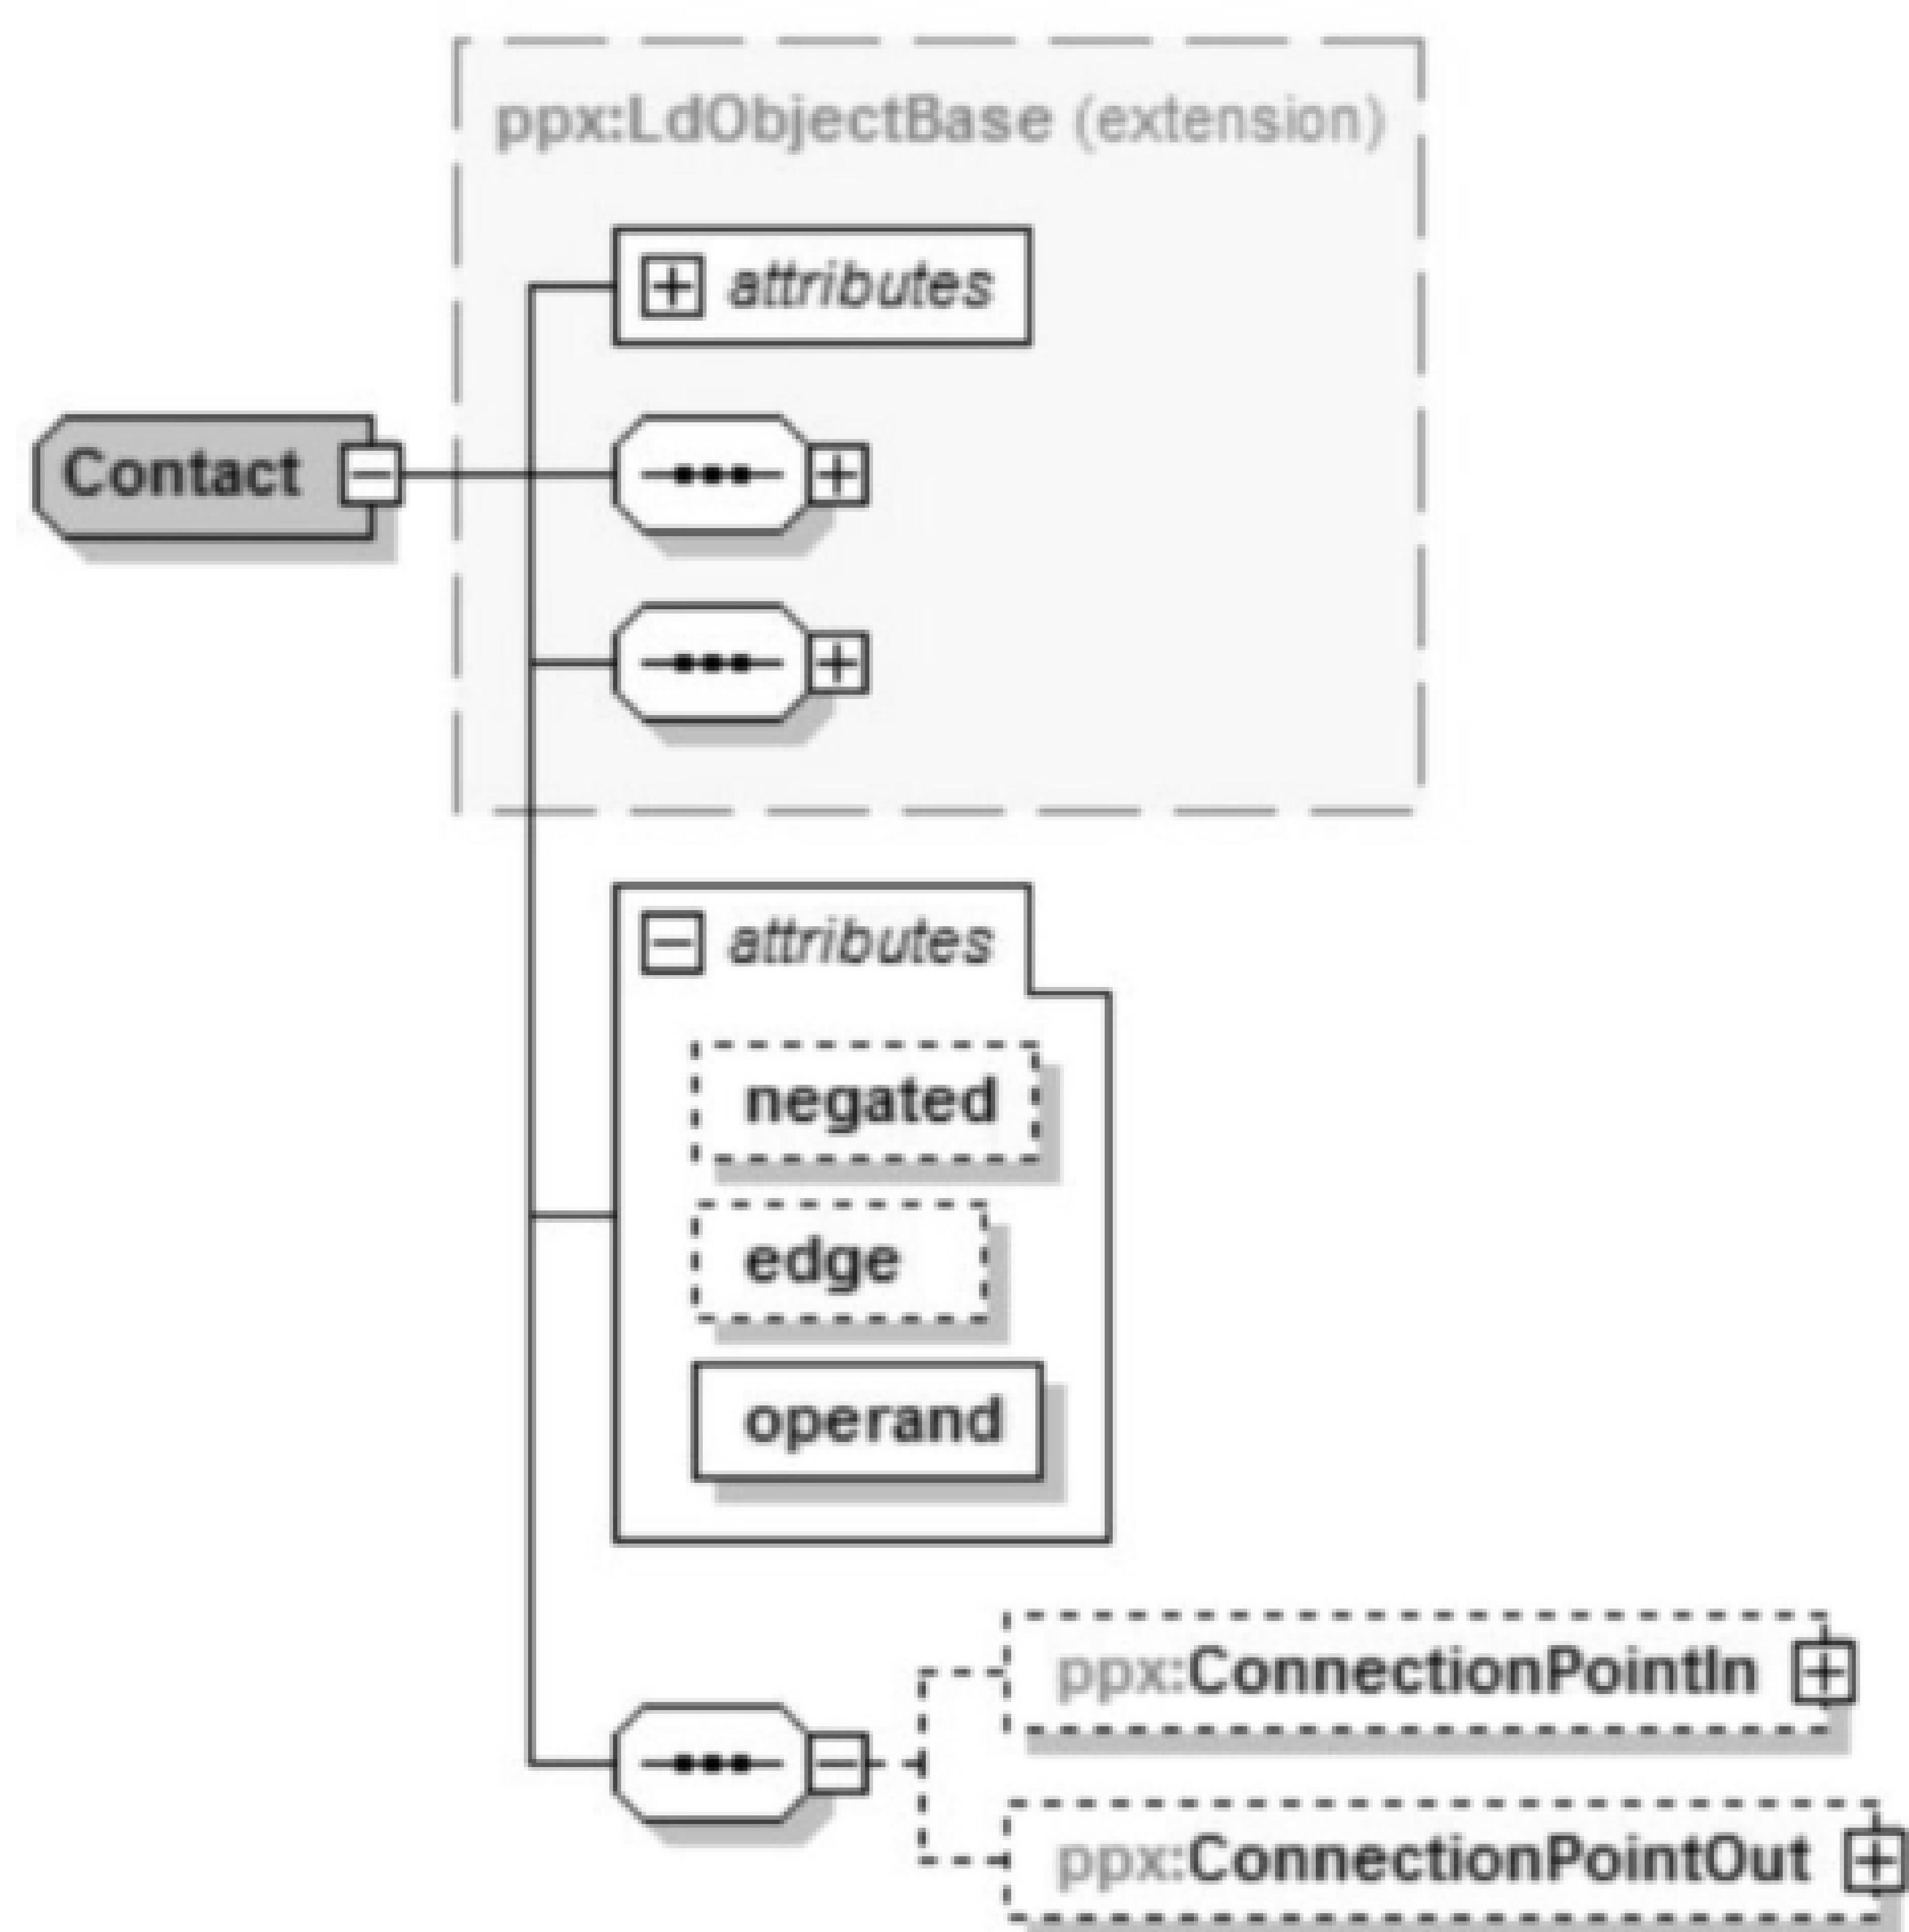 ppx:LdObjectBase (extension)
attributes
Contact
attributes
negated
edge
operand
ppx:ConnectionPointIn
ppx:ConnectionPointOut